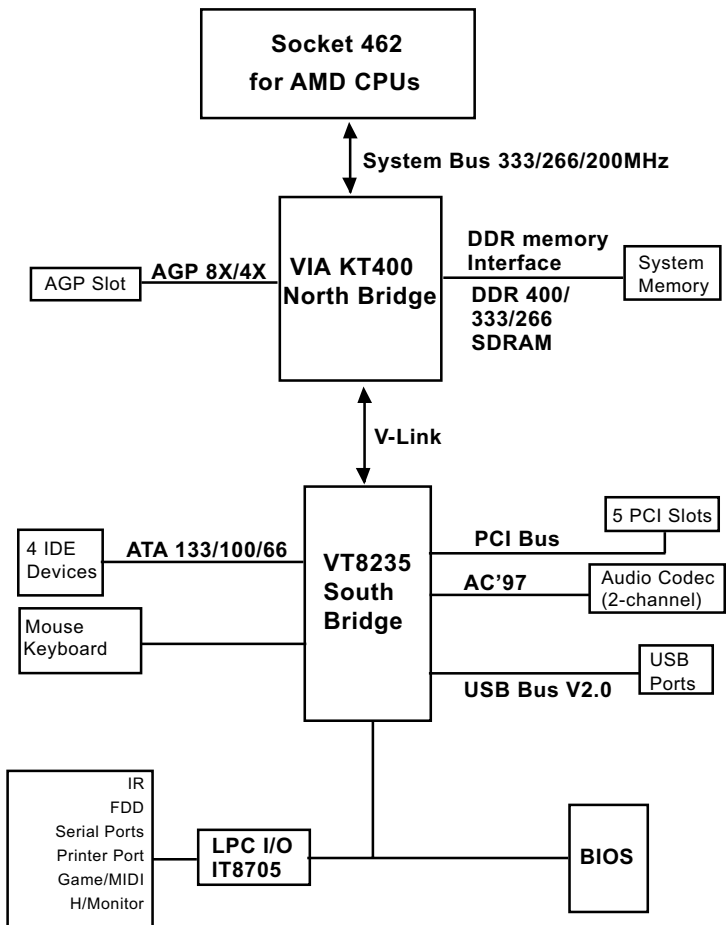 Socket 462
for AMD CPUs
System Bus 333/266/200MHz
AGP Slot
AGP 8X/4X
VIA KT400
North Bridge
DDR memory
Interface
DDR 400/
333/266
SDRAM
System
Memory
V-Link
4 IDE
Devices
ATA 133/100/66
Mouse
Keyboard
VT8235
South
Bridge
PCI Bus
5 PCI Slots
AC’97
Audio Codec
(2-channel)
USB Bus V2.0
USB
Ports
IR
FDD
Serial Ports
Printer Port
Game/MIDI
H/Monitor
LPC I/O
IT8705
BIOS